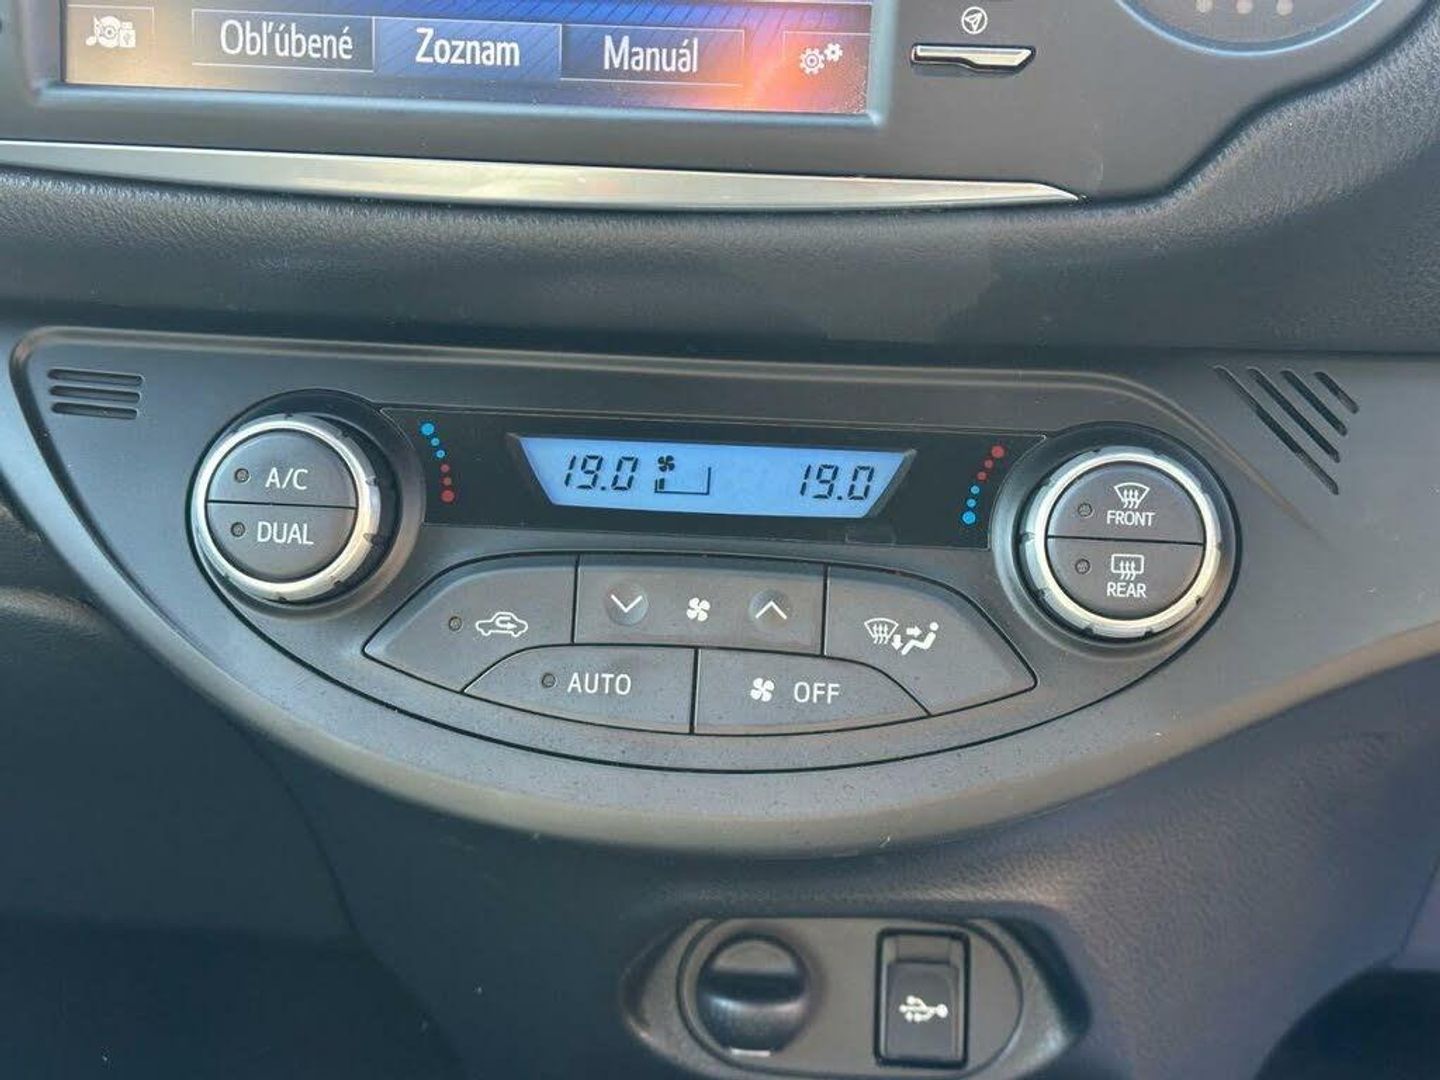 Obľúbené Zoznam Manuál
19.0 19.0
A/C
DUAL
FRONT
REAR
AUTO OFF